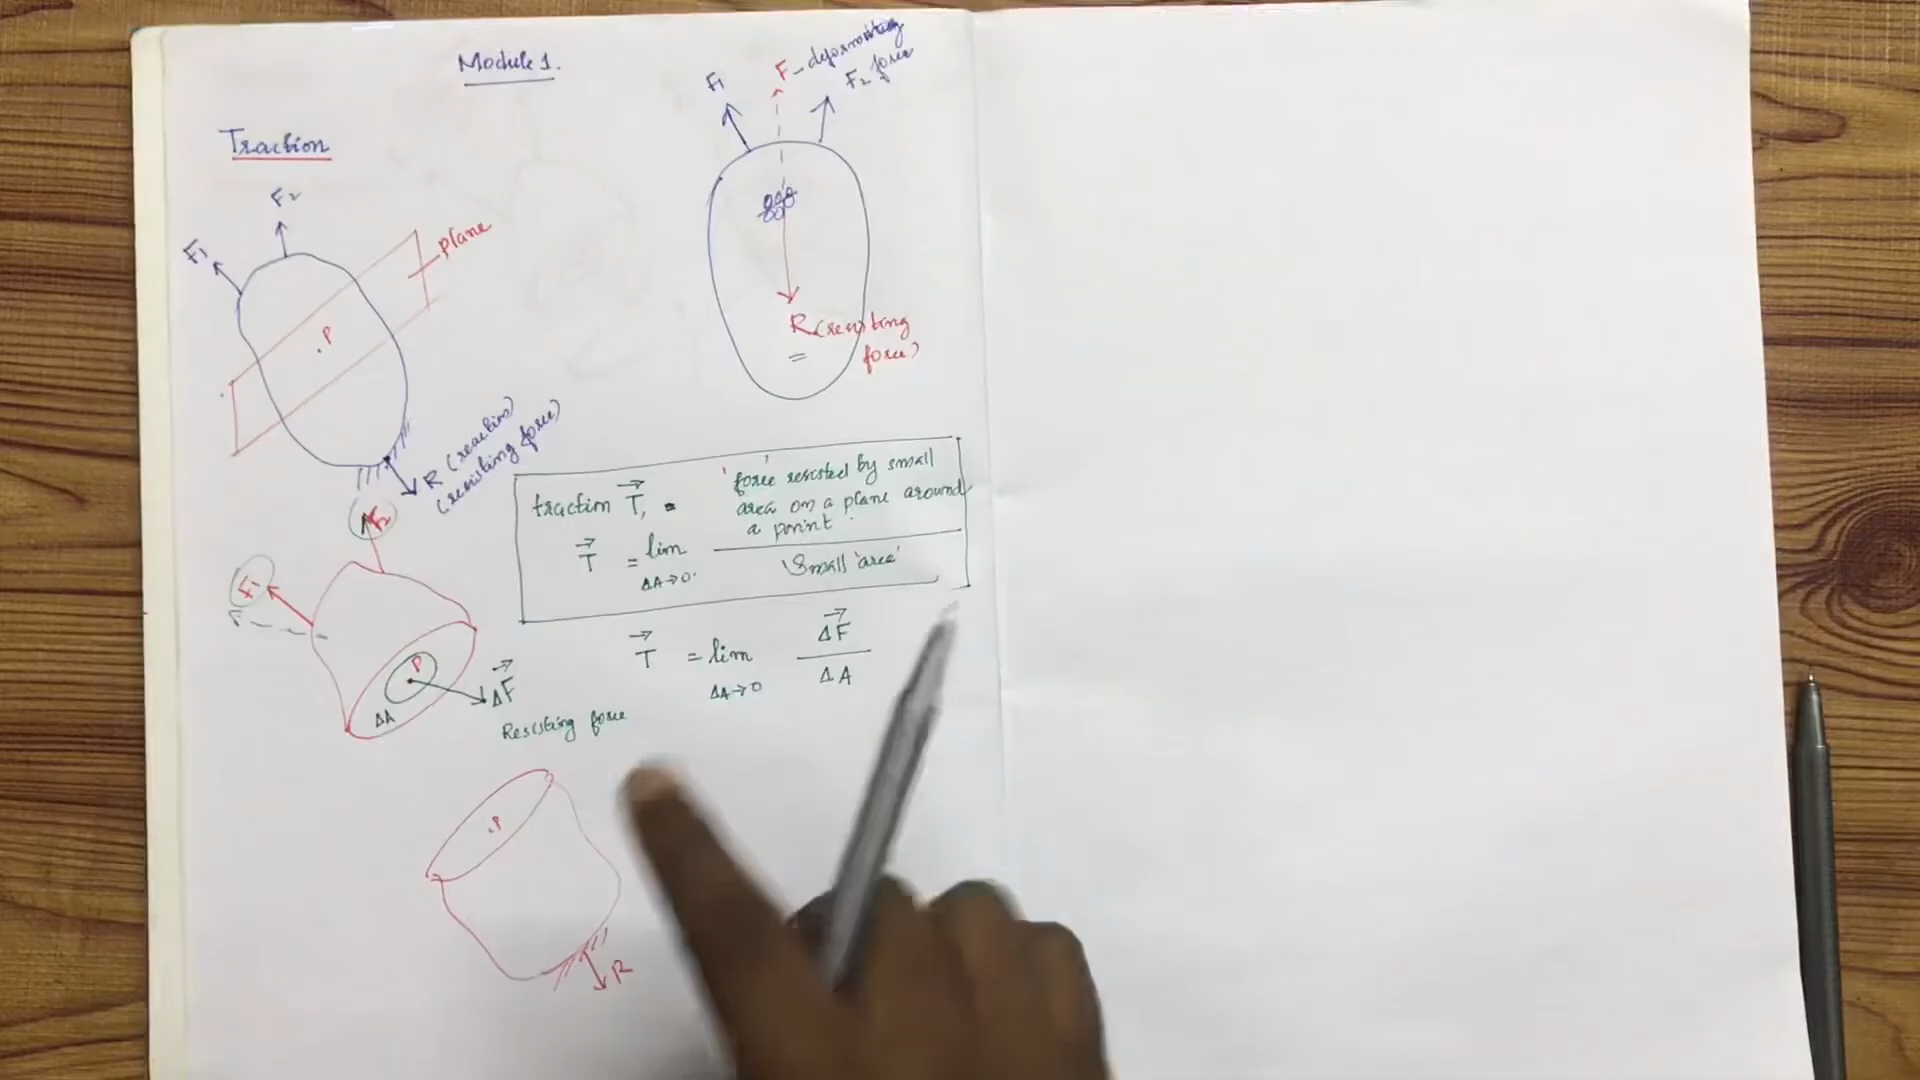 Module 1.
Traction
F1
F - deforming
F2 force
F2
F1
plane
.P
R (resisting
force)
=
R (reaction)
(resisting force)
F2
F1
P
ΔA
ΔF
Resisting force
traction T, =
'force' resisted by small
area on a plane around
a point
T = lim
ΔA→0.
Small 'area'
T = lim ΔF
ΔA→0 ΔA
.P
R